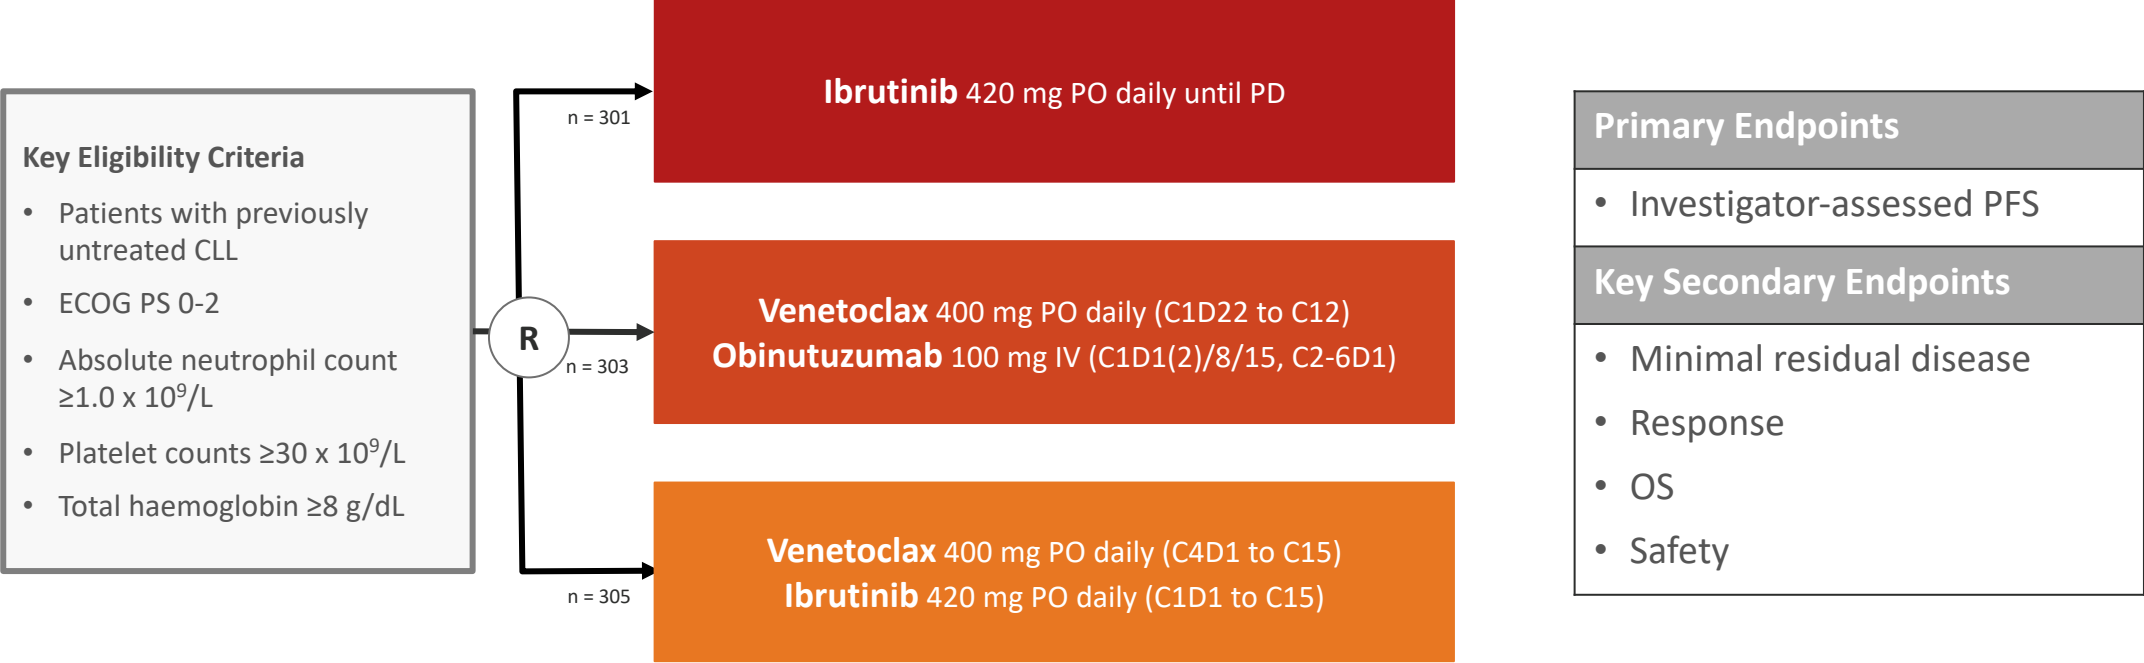 Key Eligibility Criteria
• Patients with previously
untreated CLL
• ECOG PS 0-2
• Absolute neutrophil count
≥1.0 x 10⁹/L
• Platelet counts ≥30 x 10⁹/L
• Total haemoglobin ≥8 g/dL
R
n = 301
n = 303
n = 305
Ibrutinib 420 mg PO daily until PD
Venetoclax 400 mg PO daily (C1D22 to C12)
Obinutuzumab 100 mg IV (C1D1(2)/8/15, C2-6D1)
Venetoclax 400 mg PO daily (C4D1 to C15)
Ibrutinib 420 mg PO daily (C1D1 to C15)
Primary Endpoints
• Investigator-assessed PFS
Key Secondary Endpoints
• Minimal residual disease
• Response
• OS
• Safety